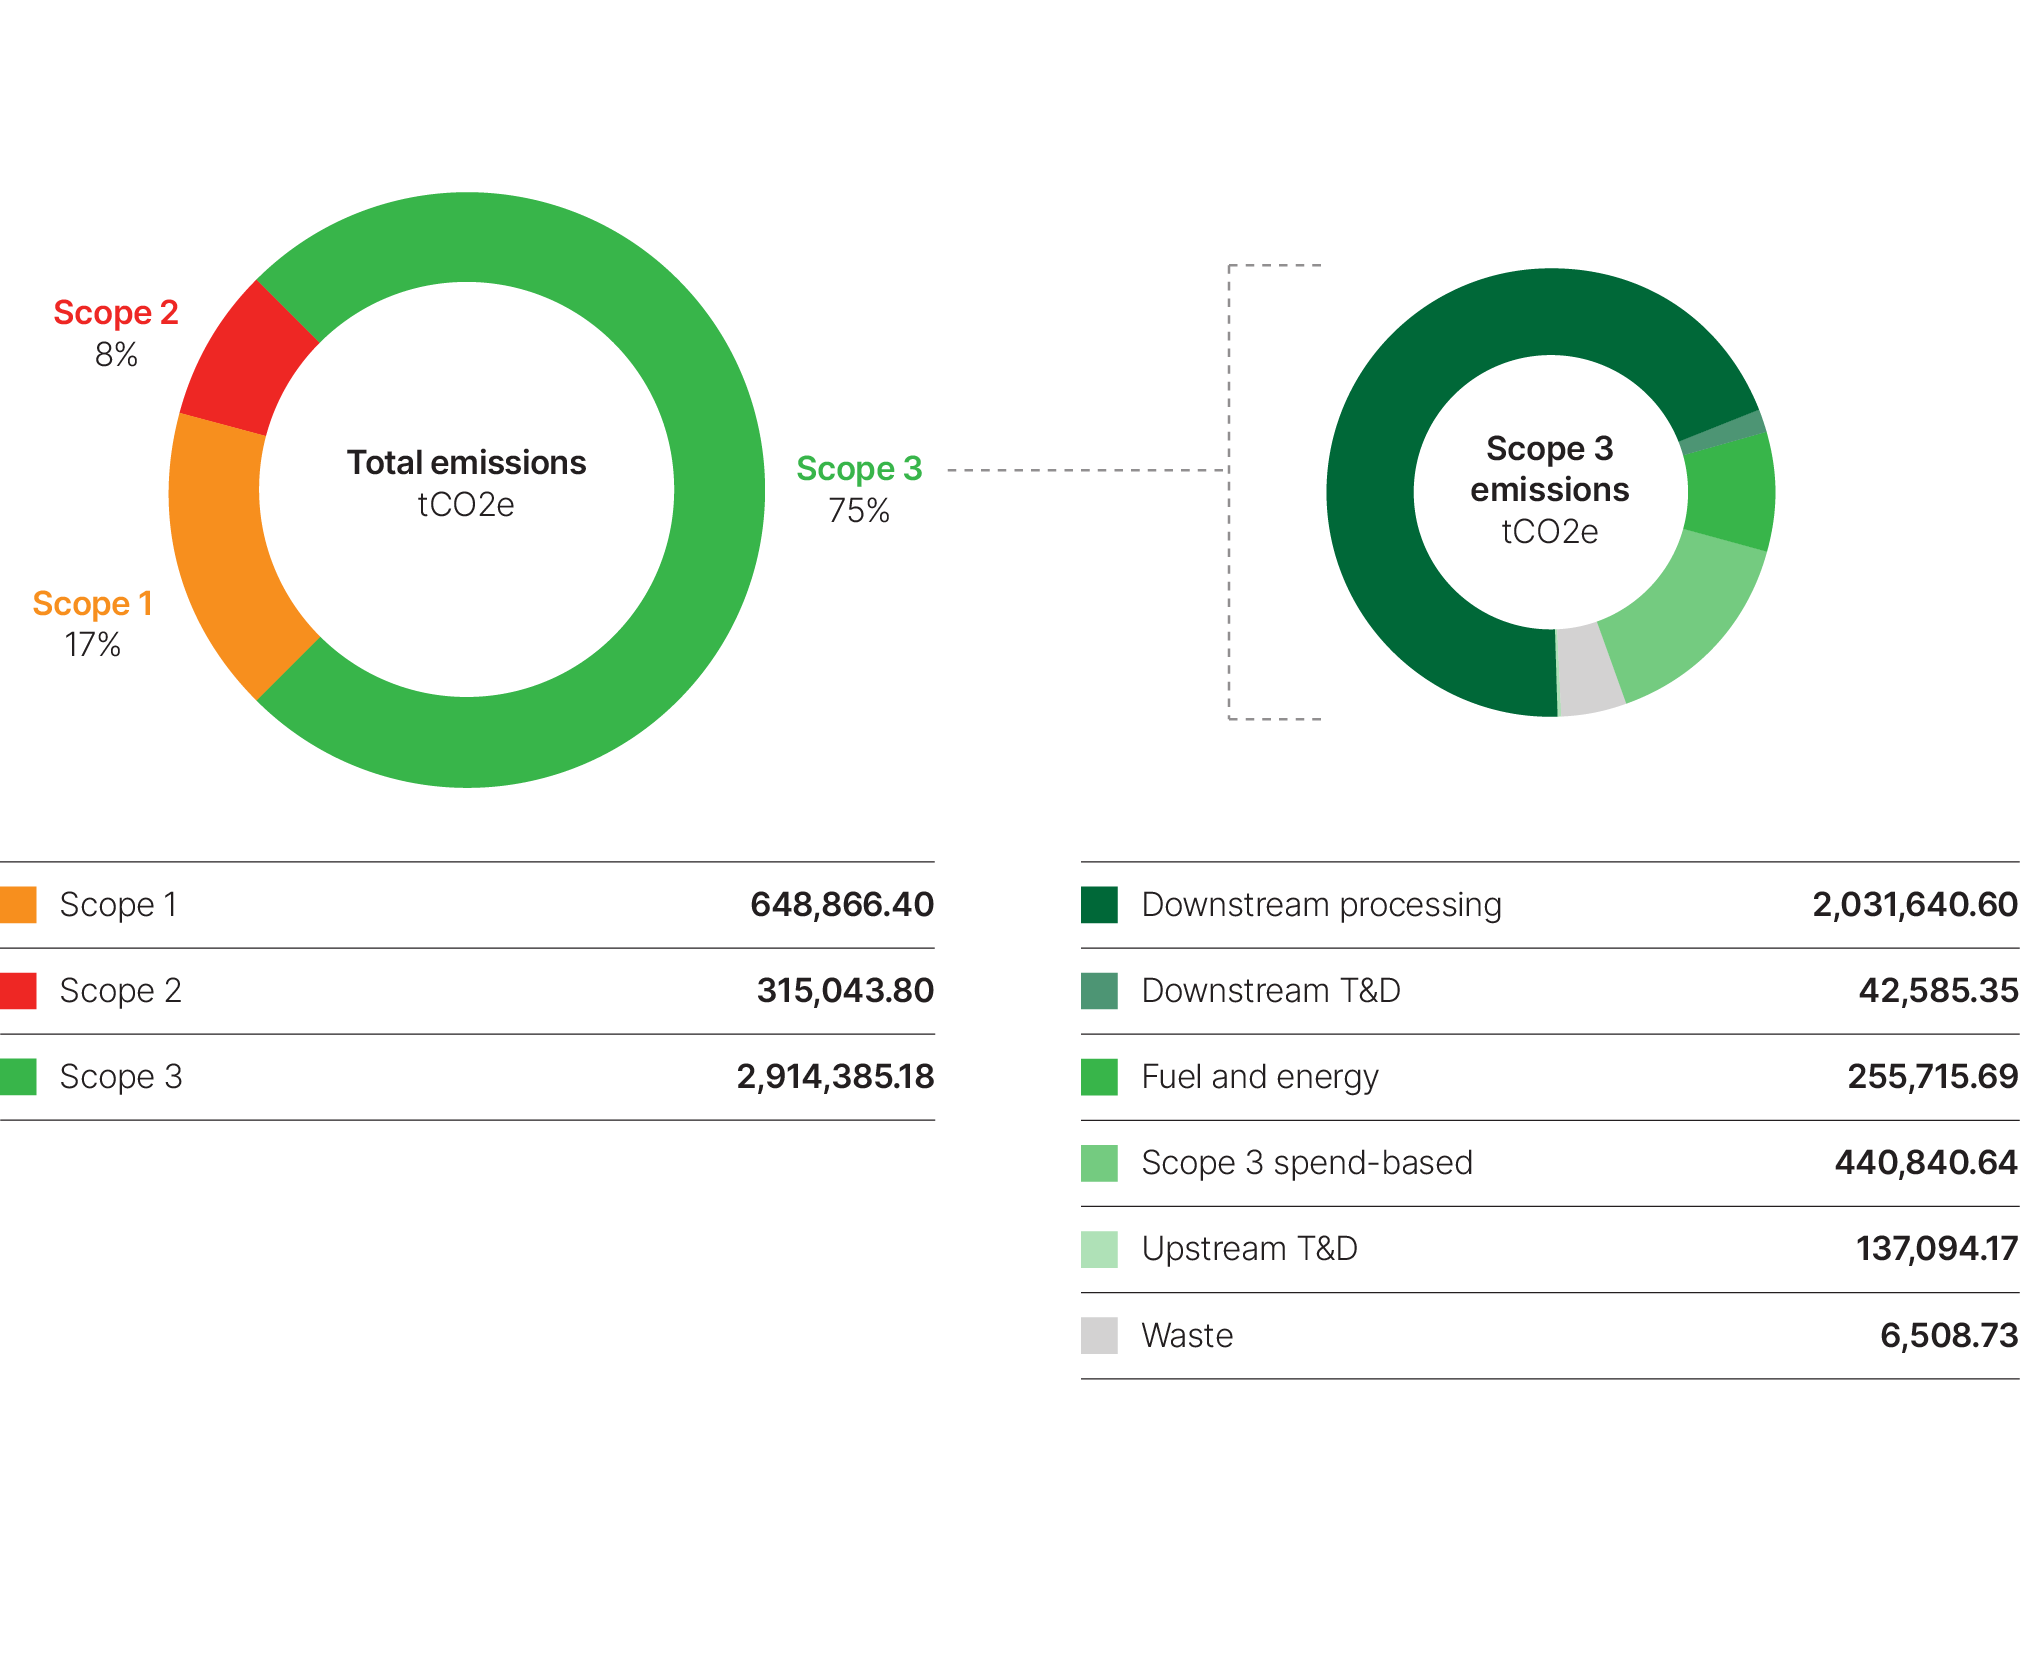 Scope 2
8%
Scope 1
17%
Total emissions
tCO2e
Scope 3
75%
Scope 3
emissions
tCO2e
Scope 1 648,866.40
Scope 2 315,043.80
Scope 3 2,914,385.18
Downstream processing 2,031,640.60
Downstream T&D 42,585.35
Fuel and energy 255,715.69
Scope 3 spend-based 440,840.64
Upstream T&D 137,094.17
Waste 6,508.73